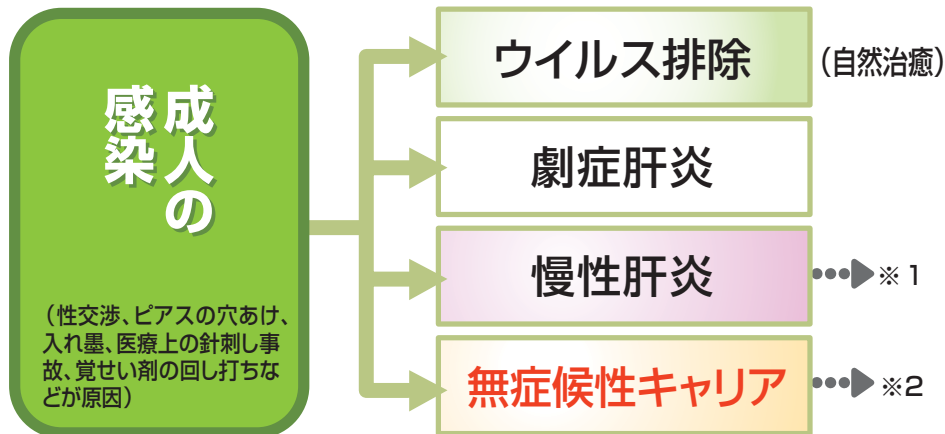 成人の
感染
（性交渉、ピアスの穴あけ、
入れ墨、医療上の針刺し事
故、覚せい剤の回し打ちな
どが原因）
ウイルス排除
（自然治癒）
劇症肝炎
慢性肝炎
※1
無症候性キャリア
※2